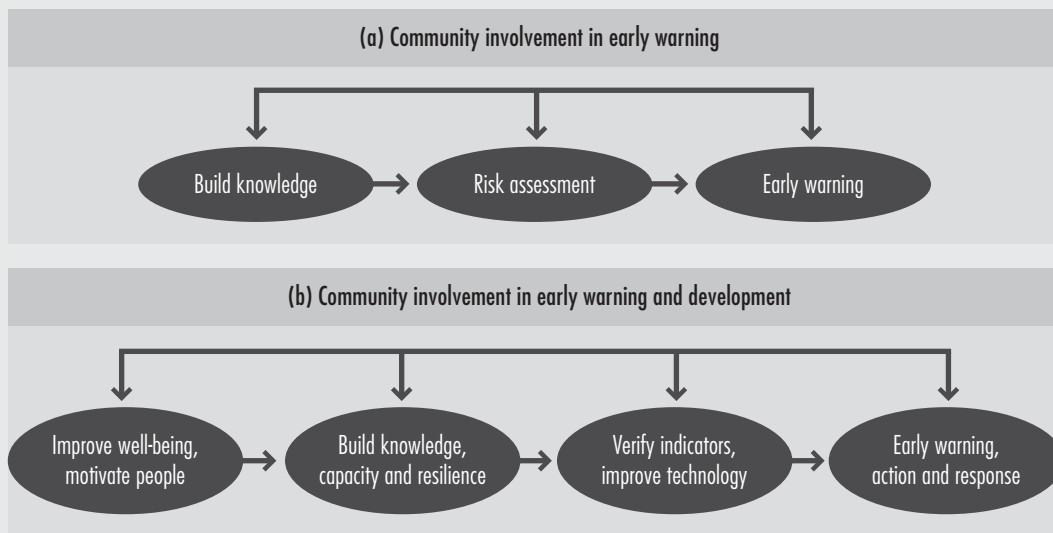 (a) Community involvement in early warning
Build knowledge
Risk assessment
Early warning
(b) Community involvement in early warning and development
Improve well-being,
motivate people
Build knowledge,
capacity and resilience
Verify indicators,
improve technology
Early warning,
action and response